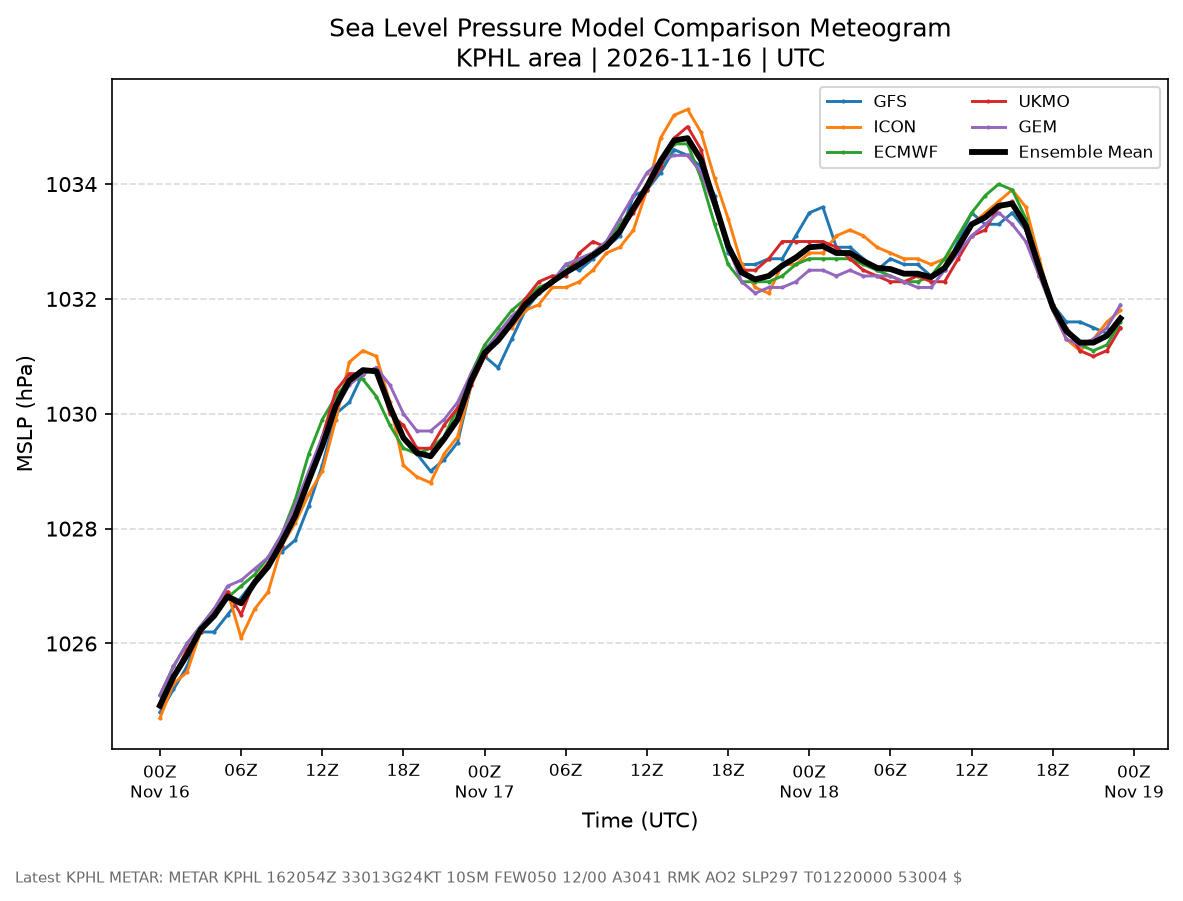 Sea Level Pressure Model Comparison Meteogram
KPHL area | 2026-11-16 | UTC
GFS
ICON
ECMWF
UKMO
GEM
Ensemble Mean
MSLP (hPa)
1034
1032
1030
1028
1026
00Z
Nov 16
06Z
12Z
18Z
00Z
Nov 17
06Z
12Z
18Z
00Z
Nov 18
06Z
12Z
18Z
00Z
Nov 19
Time (UTC)
Latest KPHL METAR: METAR KPHL 162054Z 33013G24KT 10SM FEW050 12/00 A3041 RMK AO2 SLP297 T01220000 53004 $